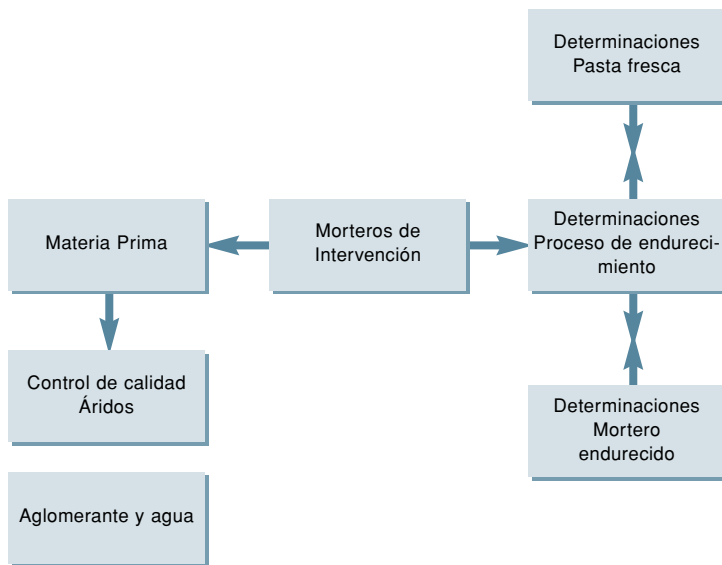 Determinaciones
Pasta fresca
Materia Prima
Morteros de
Intervención
Determinaciones
Proceso de endureci-
miento
Control de calidad
Áridos
Determinaciones
Mortero
endurecido
Aglomerante y agua